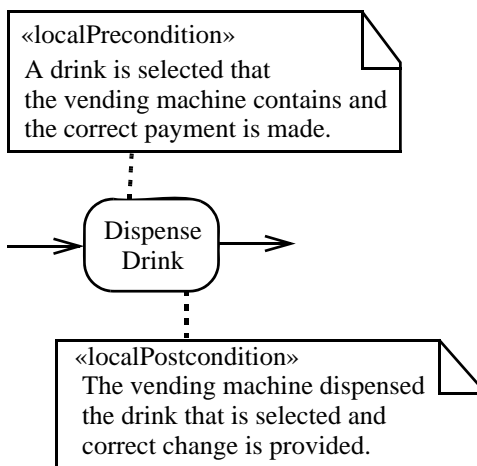 «localPrecondition»
A drink is selected that
the vending machine contains and
the correct payment is made.
Dispense
Drink
«localPostcondition»
The vending machine dispensed
the drink that is selected and
correct change is provided.